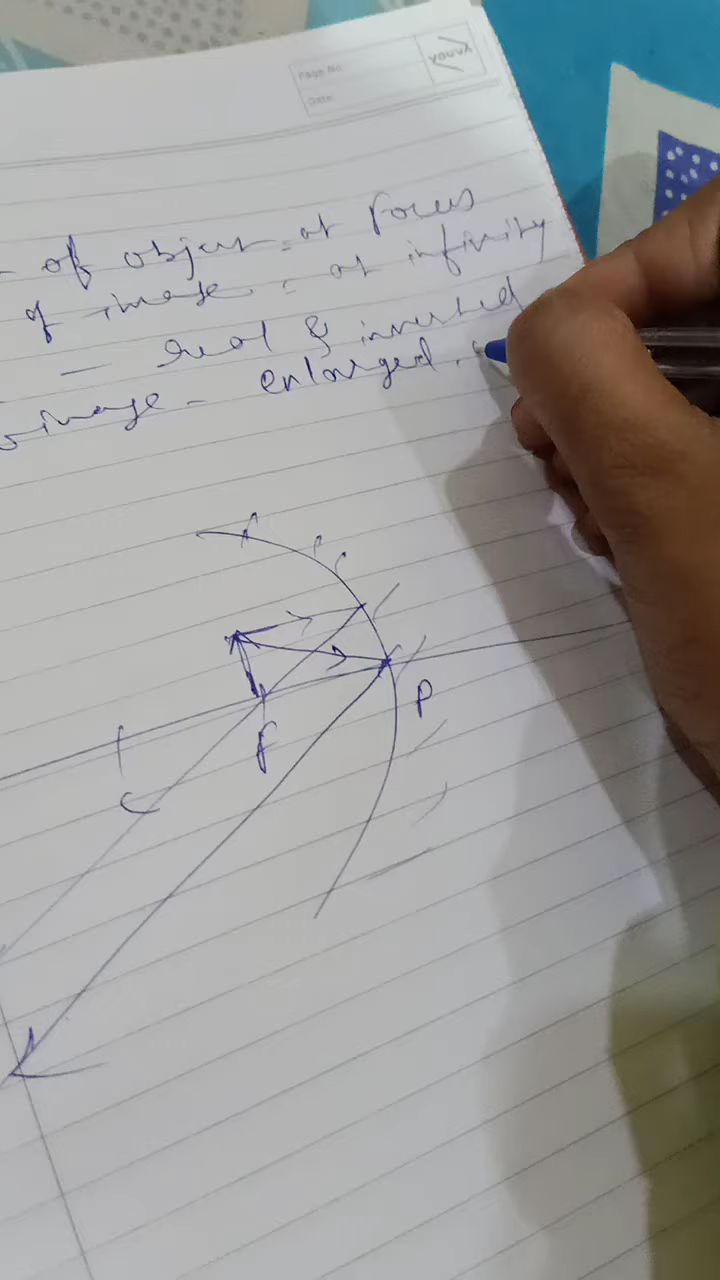 Page No
Date:
YOUVA
of object = at Focus
of image = at infinity
- real & inverted
image - enlarged.
F
P
C